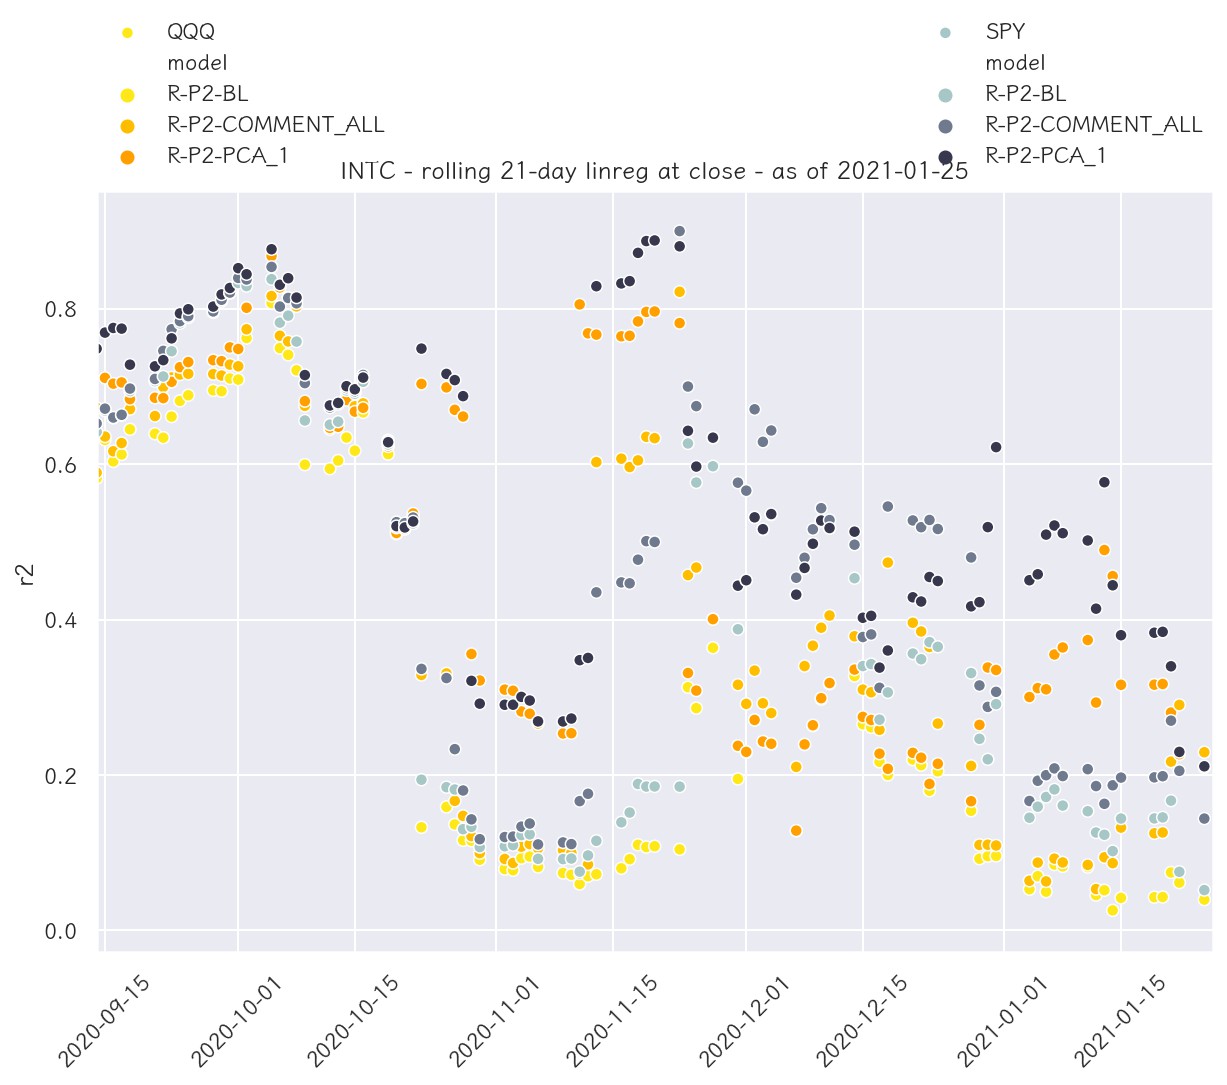 QQQ
model
R-P2-BL
R-P2-COMMENT_ALL
R-P2-PCA_1
SPY
model
R-P2-BL
R-P2-COMMENT_ALL
R-P2-PCA_1
INTC - rolling 21-day linreg at close - as of 2021-01-25
r2
0.8
0.6
0.4
0.2
0.0
2020-09-15
2020-10-01
2020-10-15
2020-11-01
2020-11-15
2020-12-01
2020-12-15
2021-01-01
2021-01-15